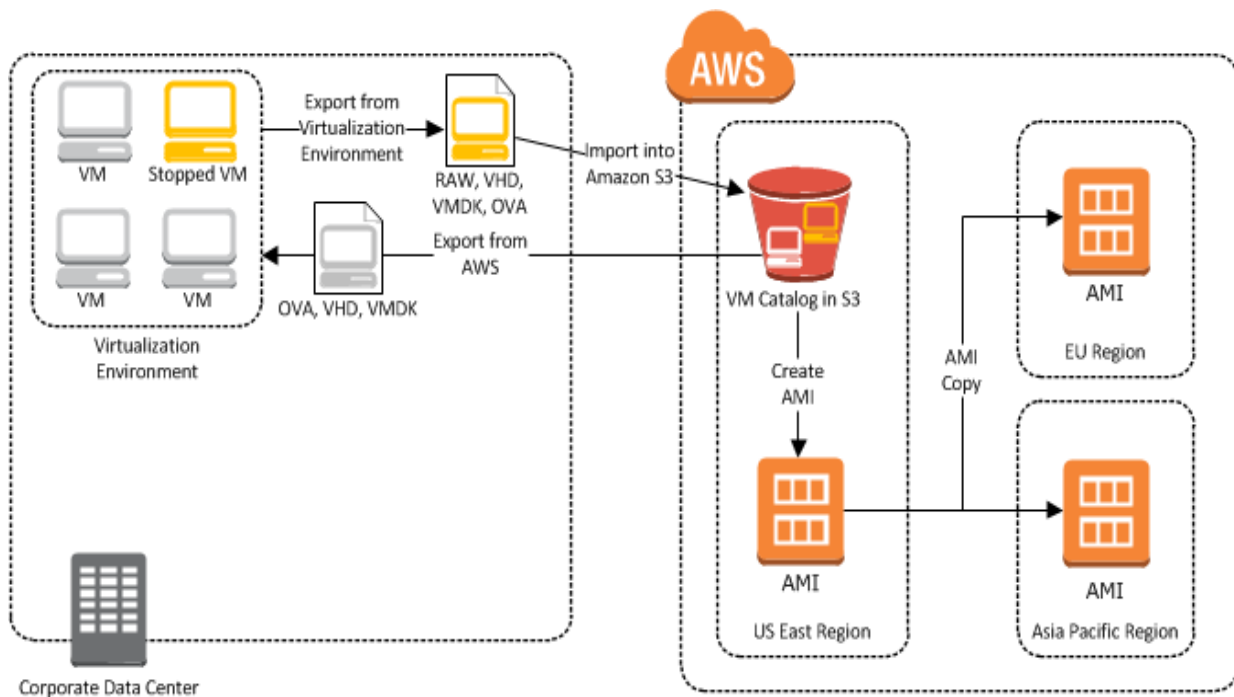 AWS
VM
Stopped VM
VM
VM
Virtualization
Environment
Export from
Virtualization
Environment
RAW, VHD,
VMDK, OVA
Import into
Amazon S3
Export from
AWS
OVA, VHD, VMDK
Corporate Data Center
VM Catalog in S3
Create
AMI
AMI
US East Region
AMI
Copy
AMI
EU Region
AMI
Asia Pacific Region